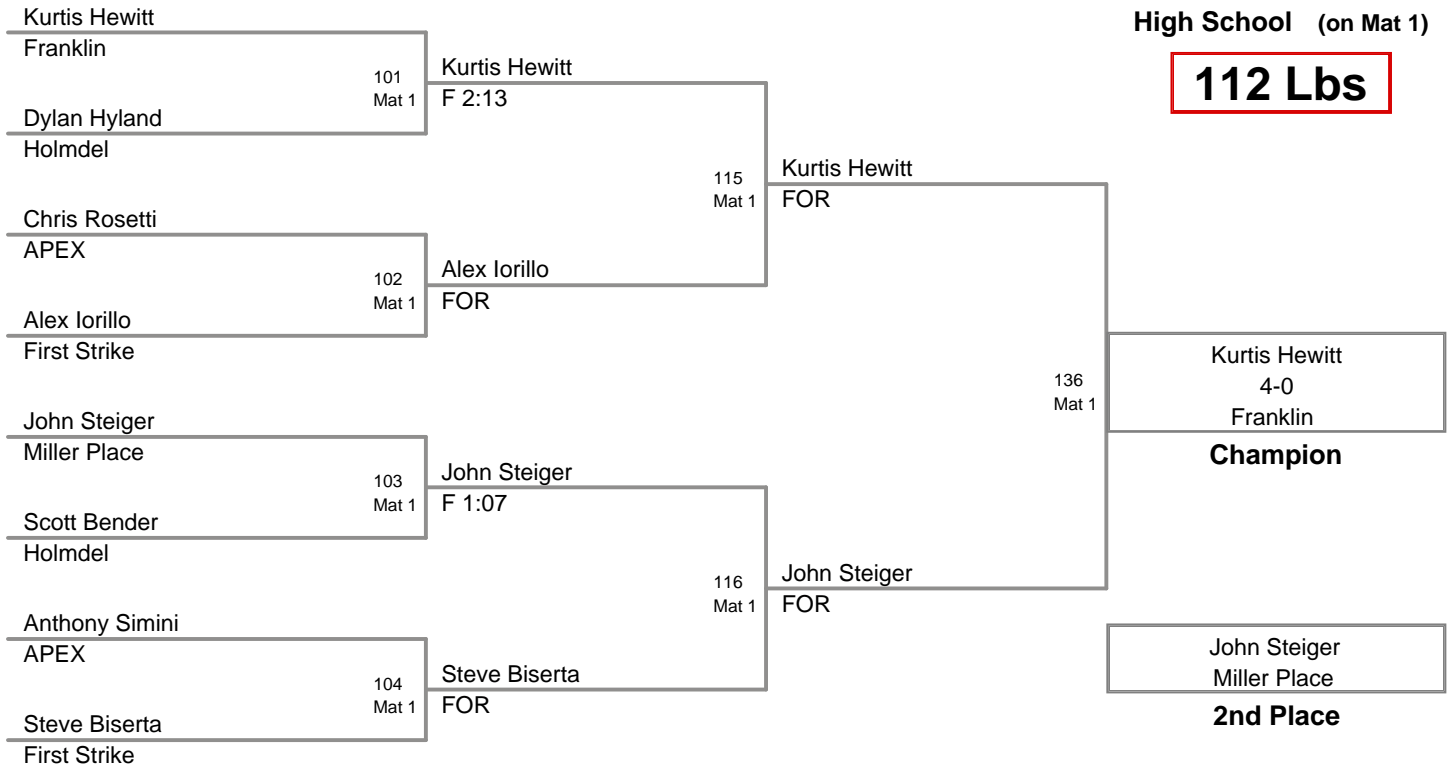 Kurtis Hewitt
Franklin
101
Mat 1
Dylan Hyland
Holmdel
Chris Rosetti
APEX
102
Mat 1
Alex Iorillo
First Strike
John Steiger
Miller Place
103
Mat 1
Scott Bender
Holmdel
Anthony Simini
APEX
104
Mat 1
Steve Biserta
First Strike
Kurtis Hewitt
F 2:13
115
Mat 1
Alex Iorillo
FOR
John Steiger
F 1:07
116
Mat 1
Steve Biserta
FOR
Kurtis Hewitt
FOR
136
Mat 1
John Steiger
FOR
High School (on Mat 1)
112 Lbs
Kurtis Hewitt
4-0
Franklin
Champion
John Steiger
Miller Place
2nd Place